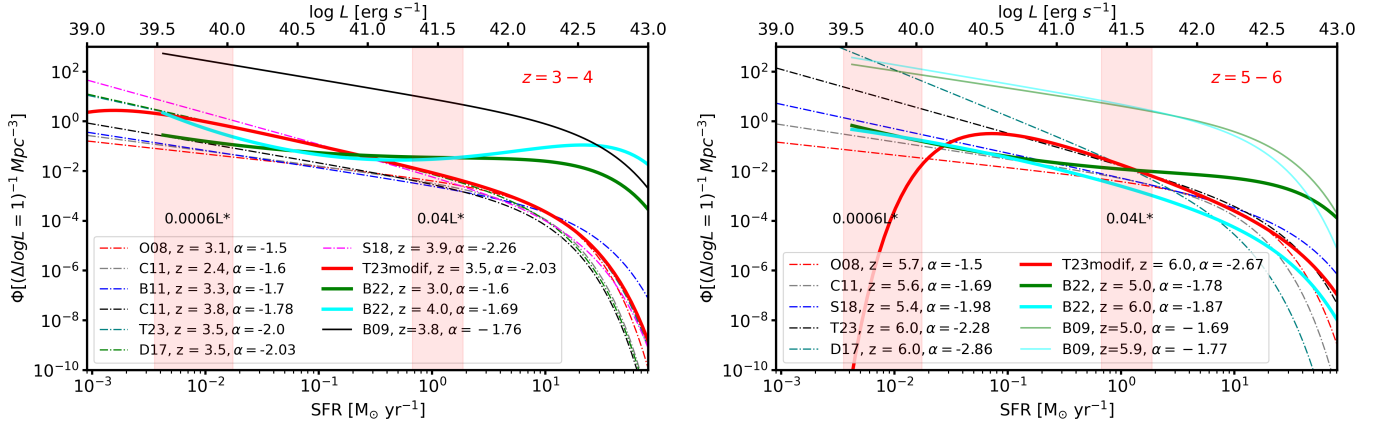 log L [erg s⁻¹]
39.0 39.5 40.0 40.5 41.0 41.5 42.0 42.5 43.0
z = 3 − 4
10² 10⁰ 10⁻² 10⁻⁴ 10⁻⁶ 10⁻⁸ 10⁻¹⁰
Φ[(ΔlogL = 1)⁻¹ Mpc⁻³]
0.0006L*
0.04L*
O08, z = 3.1, α = -1.5
C11, z = 2.4, α = -1.6
B11, z = 3.3, α = -1.7
C11, z = 3.8, α = -1.78
T23, z = 3.5, α = -2.0
D17, z = 3.5, α = -2.03
S18, z = 3.9, α = -2.26
T23modif, z = 3.5, α = -2.03
B22, z = 3.0, α = -1.6
B22, z = 4.0, α = -1.69
B09, z=3.8, α = −1.76
10⁻³ 10⁻² 10⁻¹ 10⁰ 10¹
SFR [M⊙ yr⁻¹]
log L [erg s⁻¹]
39.0 39.5 40.0 40.5 41.0 41.5 42.0 42.5 43.0
z = 5 − 6
10² 10⁰ 10⁻² 10⁻⁴ 10⁻⁶ 10⁻⁸ 10⁻¹⁰
Φ[(ΔlogL = 1)⁻¹ Mpc⁻³]
0.0006L*
0.04L*
O08, z = 5.7, α = -1.5
C11, z = 5.6, α = -1.69
S18, z = 5.4, α = -1.98
T23, z = 6.0, α = -2.28
D17, z = 6.0, α = -2.86
T23modif, z = 6.0, α = -2.67
B22, z = 5.0, α = -1.78
B22, z = 6.0, α = -1.87
B09, z=5.0, α = −1.69
B09, z=5.9, α = −1.77
10⁻³ 10⁻² 10⁻¹ 10⁰ 10¹
SFR [M⊙ yr⁻¹]